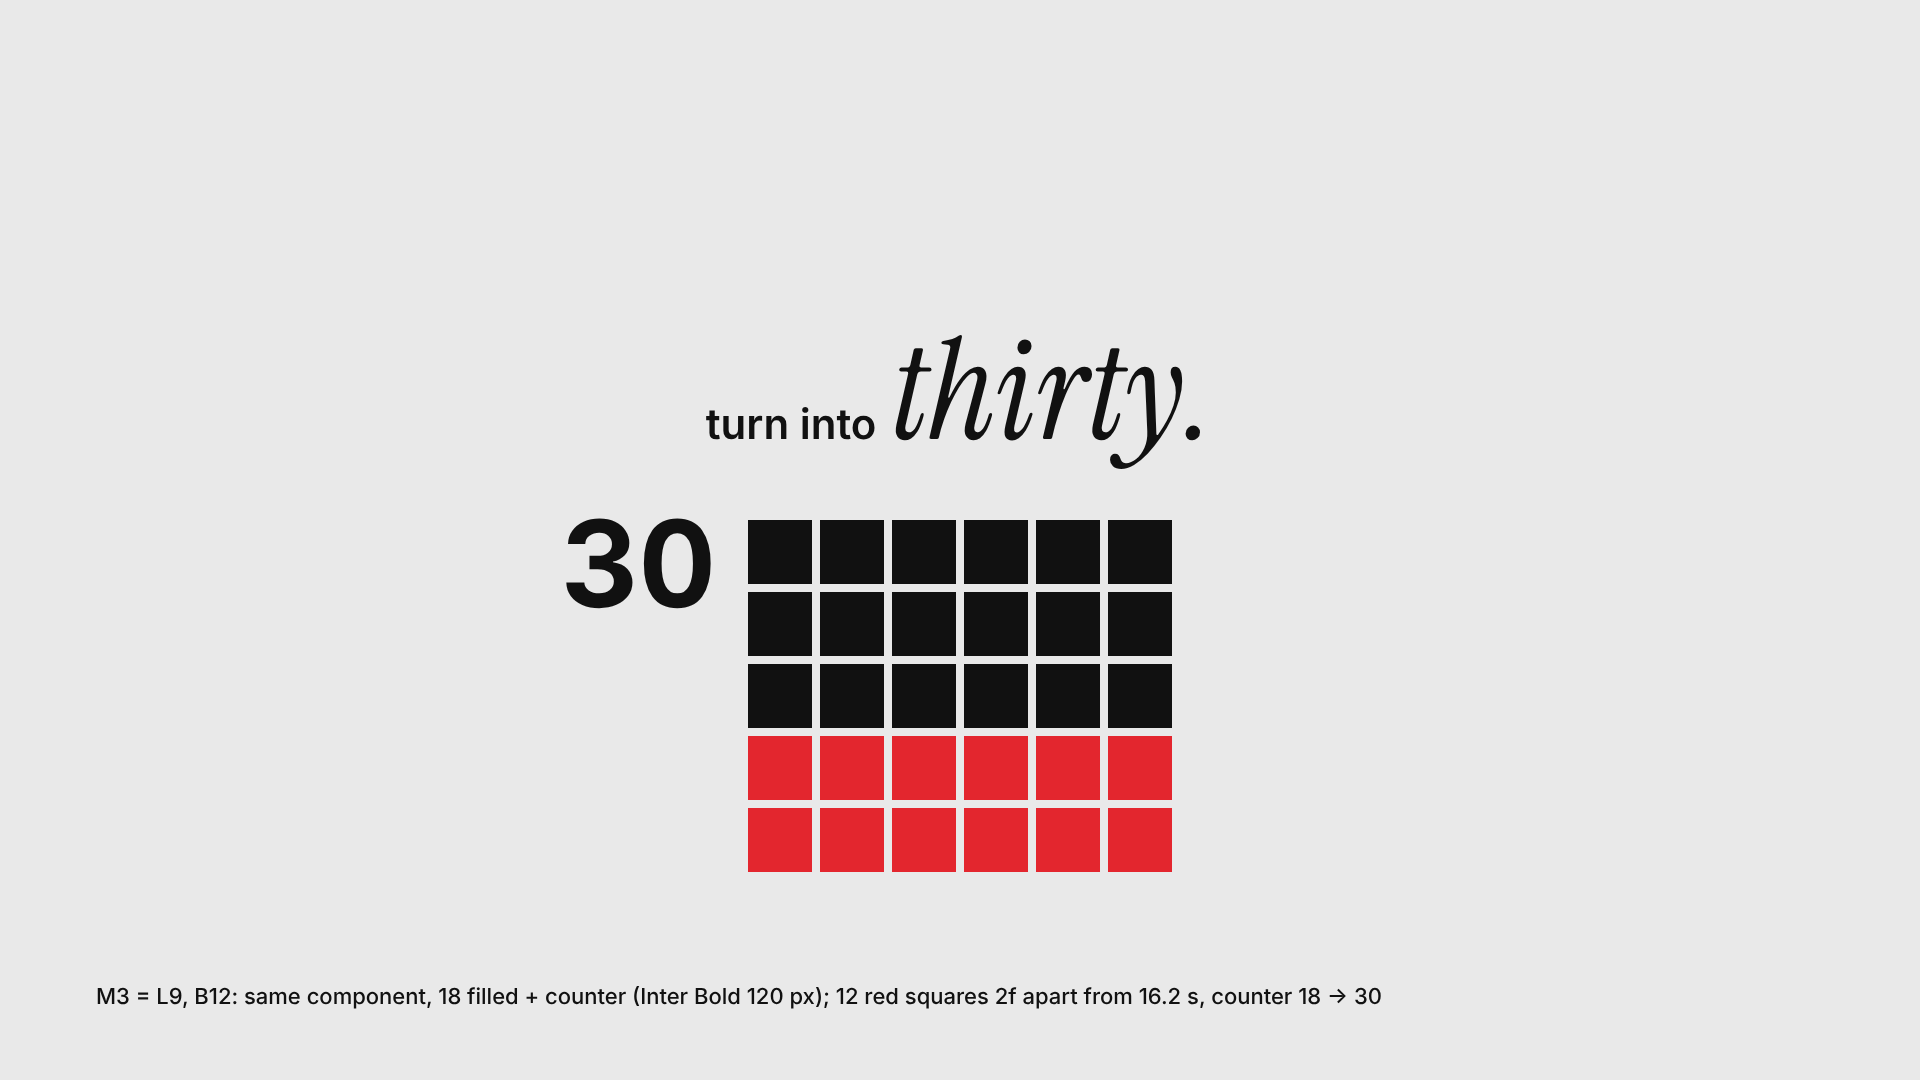 turn into thirty.
30
M3 = L9, B12: same component, 18 filled + counter (Inter Bold 120 px); 12 red squares 2f apart from 16.2 s, counter 18 → 30